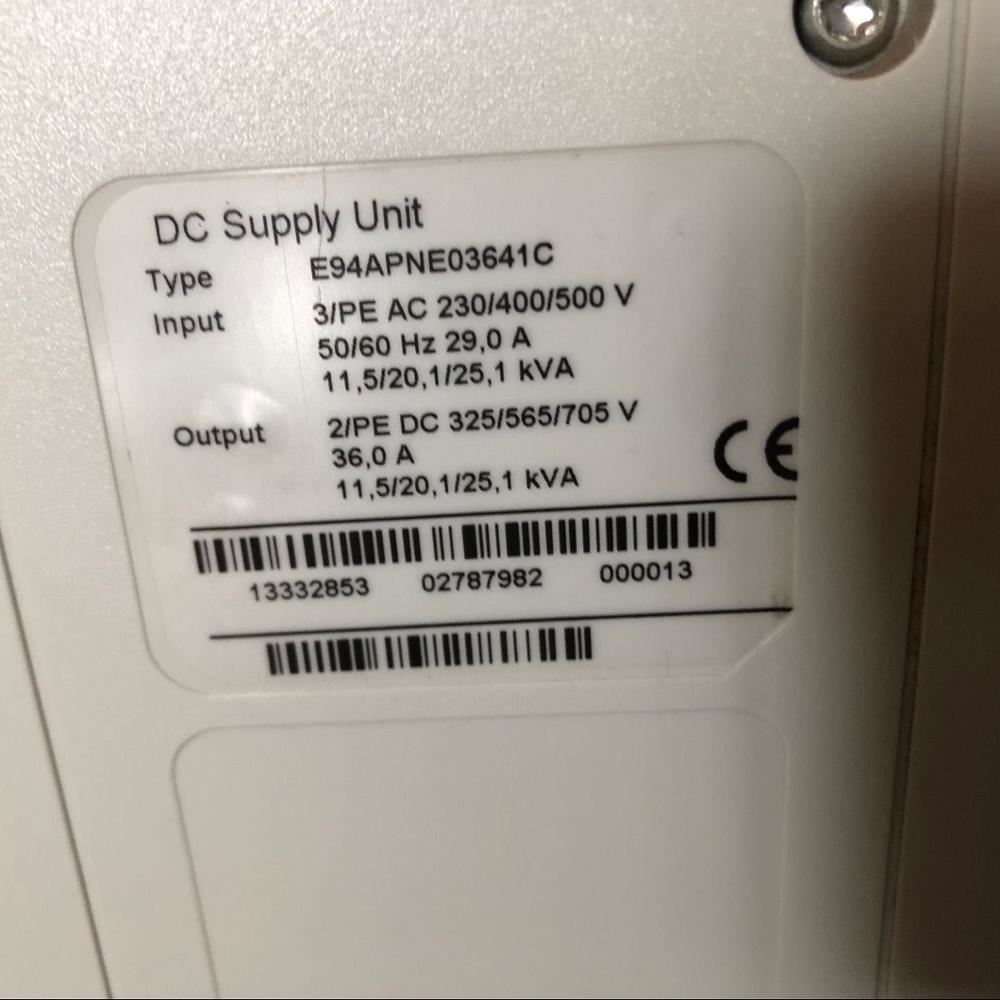 DC Supply Unit
Type E94APNE03641C
Input 3/PE AC 230/400/500 V
50/60 Hz 29,0 A
11,5/20,1/25,1 kVA
Output 2/PE DC 325/565/705 V
36,0 A
11,5/20,1/25,1 kVA
CE
13332853 02787982 000013